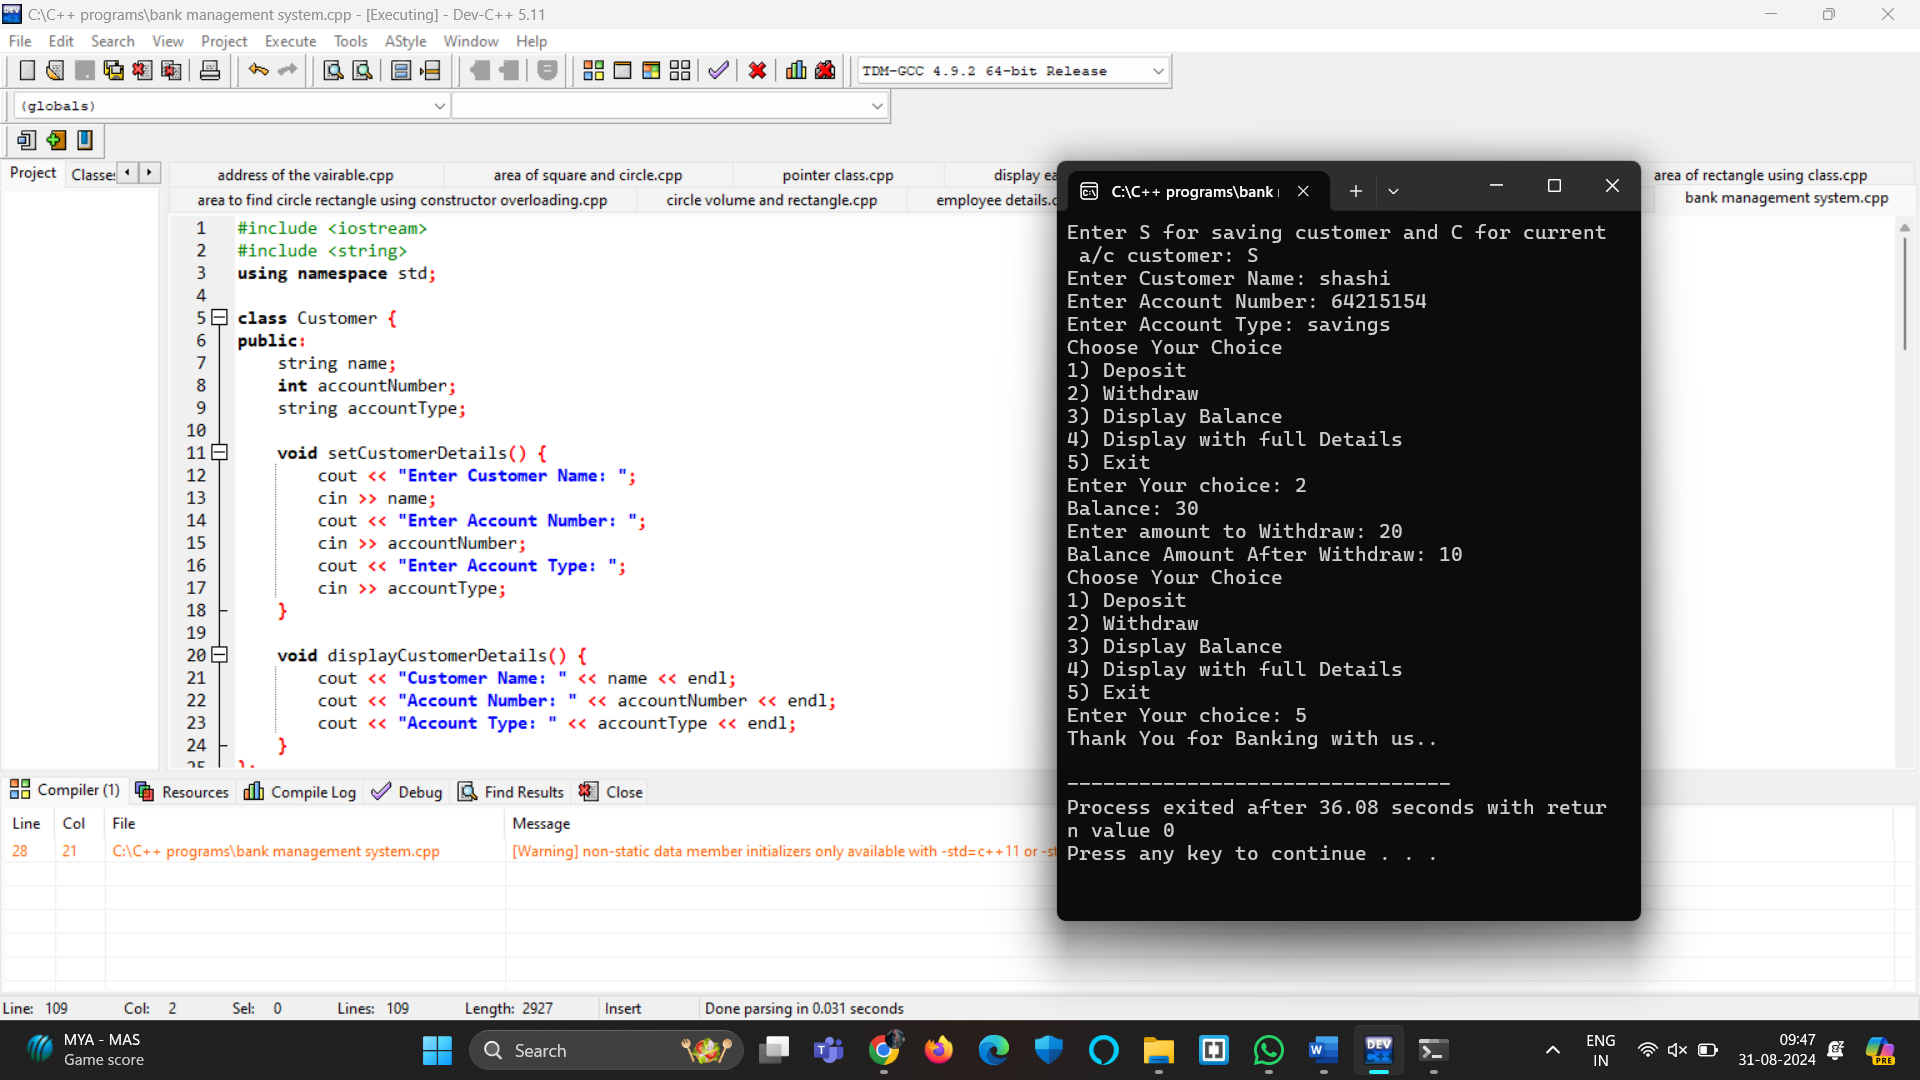 C:\C++ programs\bank management system.cpp - [Executing] - Dev-C++ 5.11
File Edit Search View Project Execute Tools AStyle Window Help
TDM-GCC 4.9.2 64-bit Release
(globals)
Project Classes
address of the vairable.cpp area of square and circle.cpp pointer class.cpp display ea area of rectangle using class.cpp
area to find circle rectangle using constructor overloading.cpp circle volume and rectangle.cpp employee details.c bank management system.cpp
1 #include <iostream>
2 #include <string>
3 using namespace std;
4
5 class Customer {
6 public:
7 string name;
8 int accountNumber;
9 string accountType;
10
11 void setCustomerDetails() {
12 cout << "Enter Customer Name: ";
13 cin >> name;
14 cout << "Enter Account Number: ";
15 cin >> accountNumber;
16 cout << "Enter Account Type: ";
17 cin >> accountType;
18 }
19
20 void displayCustomerDetails() {
21 cout << "Customer Name: " << name << endl;
22 cout << "Account Number: " << accountNumber << endl;
23 cout << "Account Type: " << accountType << endl;
24 }
25 };
C:\C++ programs\bank
Enter S for saving customer and C for current
a/c customer: S
Enter Customer Name: shashi
Enter Account Number: 64215154
Enter Account Type: savings
Choose Your Choice
1) Deposit
2) Withdraw
3) Display Balance
4) Display with full Details
5) Exit
Enter Your choice: 2
Balance: 30
Enter amount to Withdraw: 20
Balance Amount After Withdraw: 10
Choose Your Choice
1) Deposit
2) Withdraw
3) Display Balance
4) Display with full Details
5) Exit
Enter Your choice: 5
Thank You for Banking with us..
--------------------------------
Process exited after 36.08 seconds with retur
n value 0
Press any key to continue . . .
Compiler (1) Resources Compile Log Debug Find Results Close
Line Col File Message
28 21 C:\C++ programs\bank management system.cpp [Warning] non-static data member initializers only available with -std=c++11 or -st
Line: 109 Col: 2 Sel: 0 Lines: 109 Length: 2927 Insert Done parsing in 0.031 seconds
MYA - MAS
Game score
Search
DEV
ENG
IN
09:47
31-08-2024
PRE